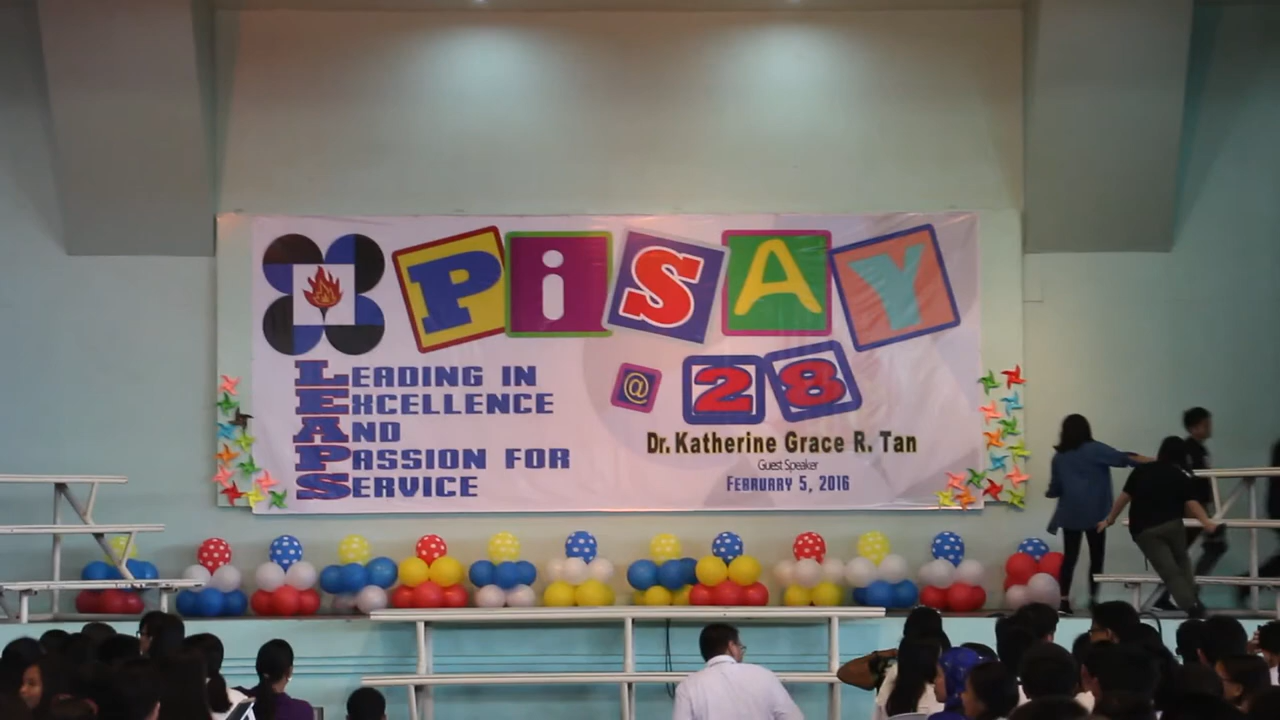 PiSAY
@ 28
LEADING IN
EXCELLENCE
AND
PASSION FOR
SERVICE
Dr. Katherine Grace R. Tan
Guest Speaker
FEBRUARY 5, 2016